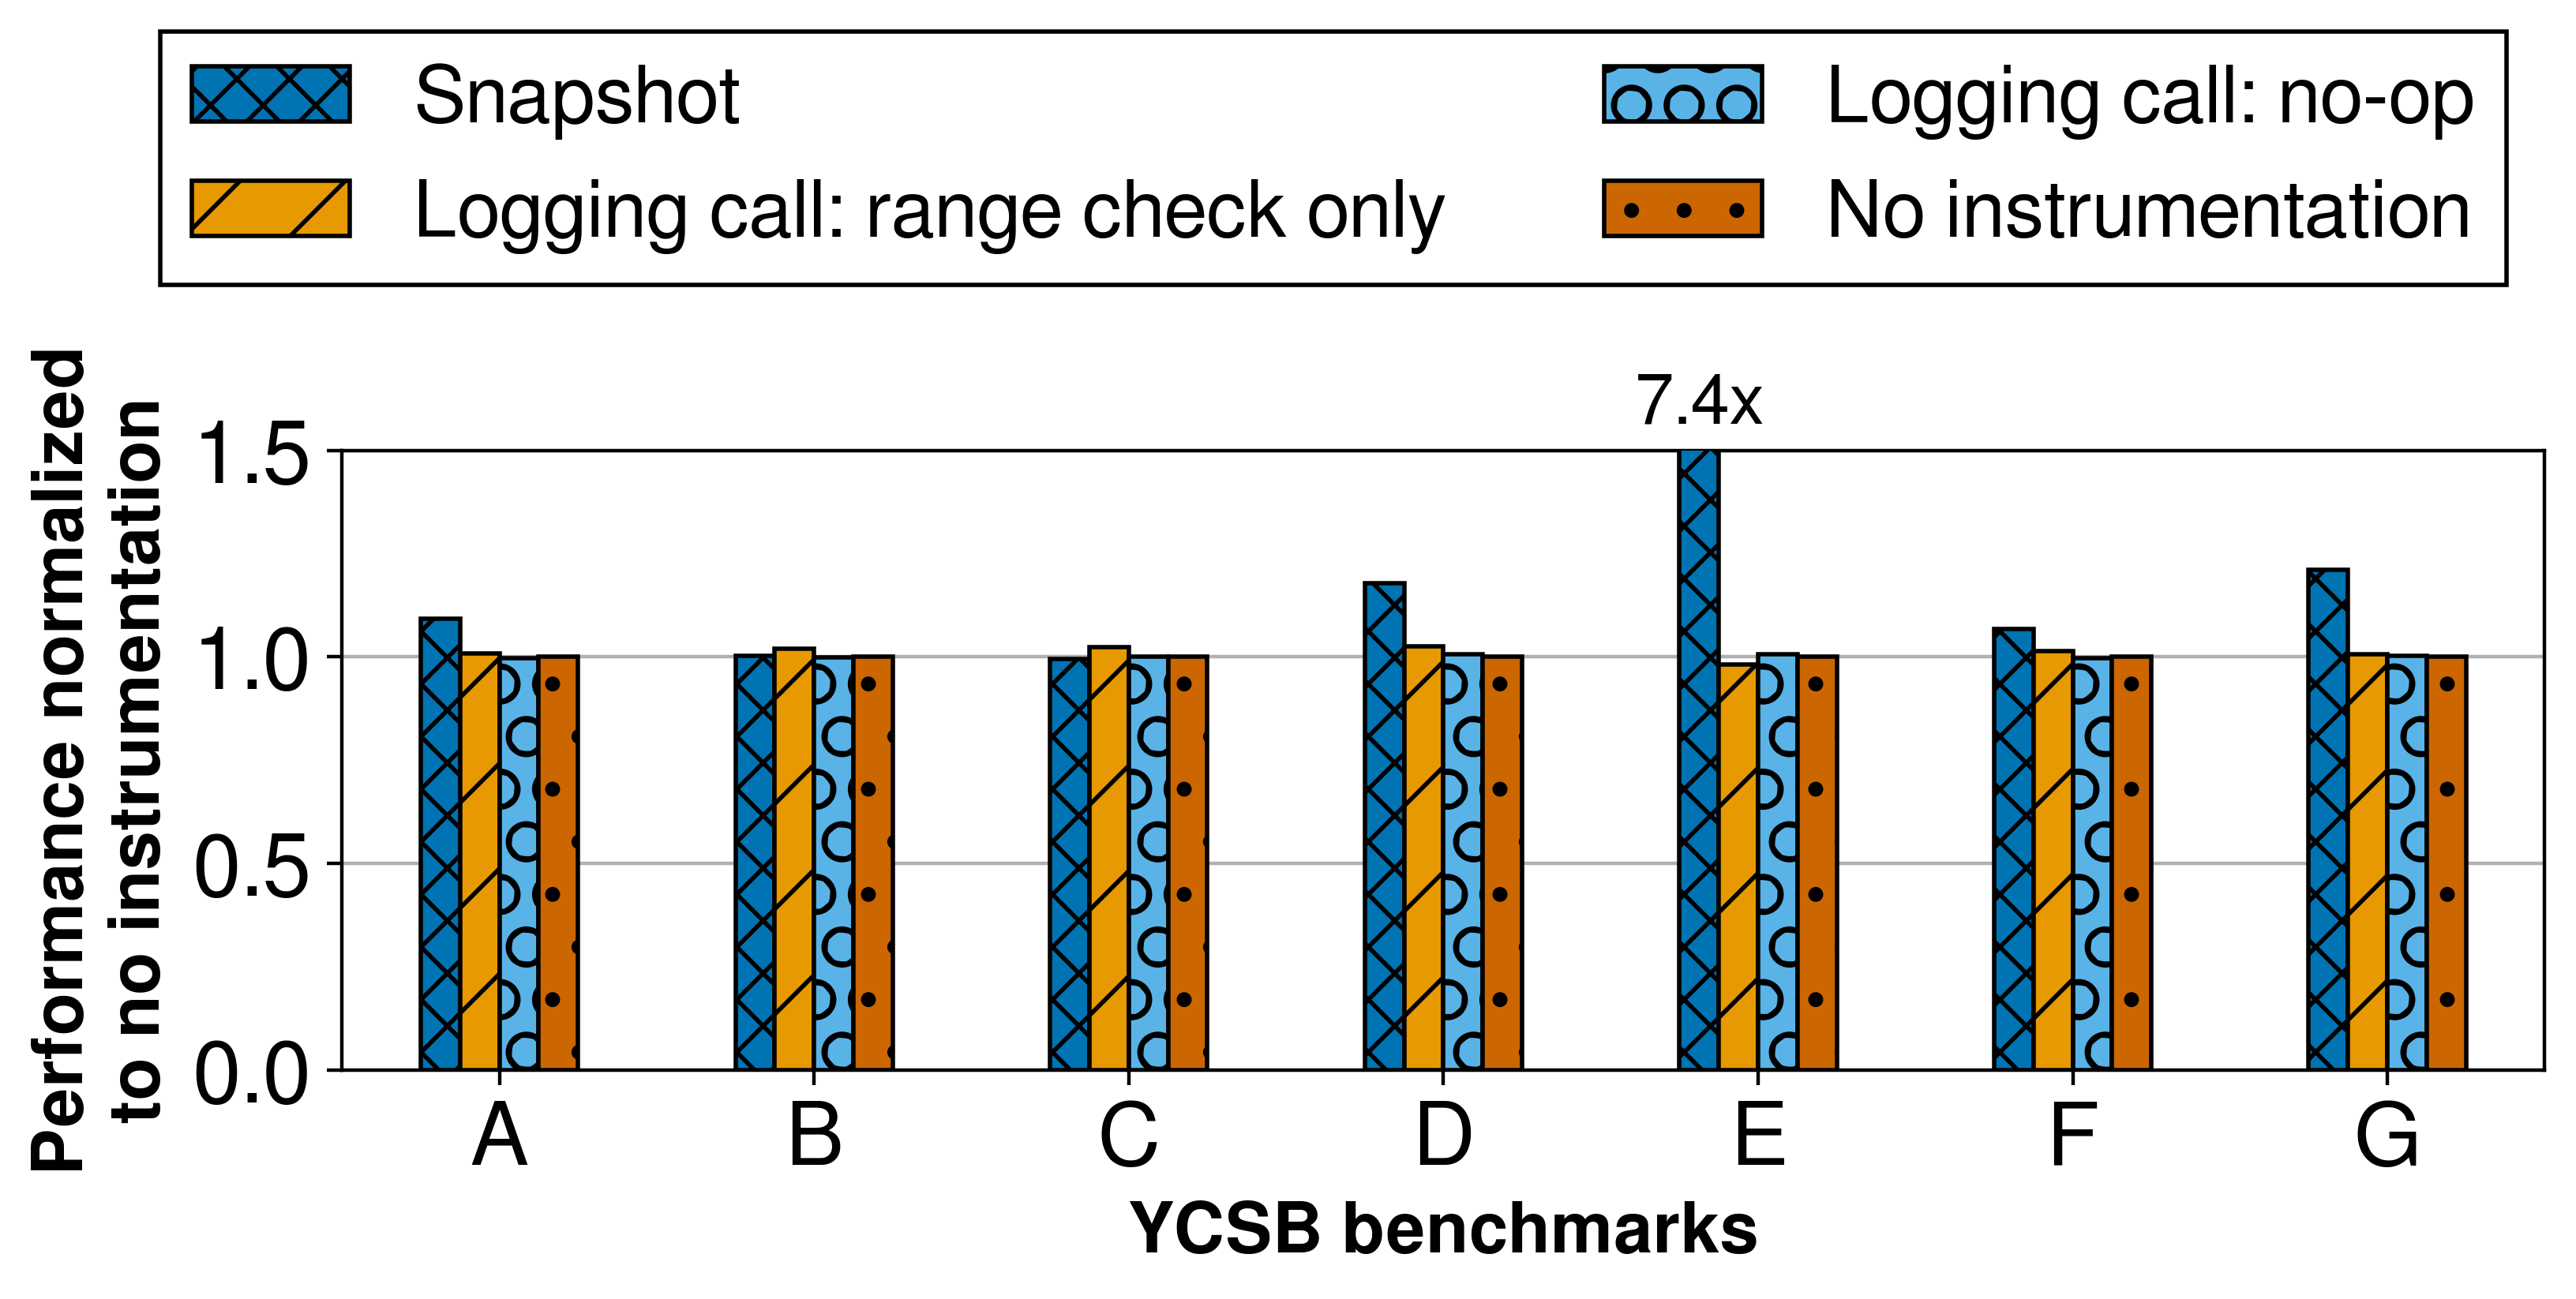 Snapshot
Logging call: range check only
Logging call: no-op
No instrumentation
Performance normalized
to no instrumentation
7.4x
1.5
1.0
0.5
0.0
A B C D E F G
YCSB benchmarks